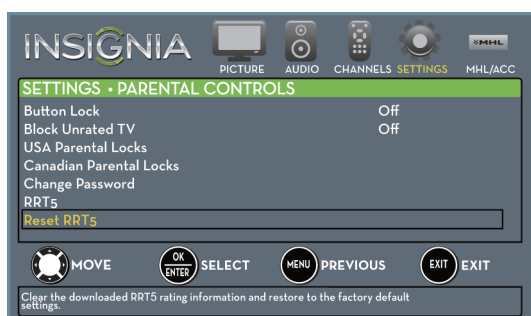 INSIGNIA
PICTURE AUDIO CHANNELS SETTINGS MHL/ACC
MHL
SETTINGS • PARENTAL CONTROLS
Button Lock Off
Block Unrated TV Off
USA Parental Locks
Canadian Parental Locks
Change Password
RRT5
Reset RRT5
MOVE OK ENTER SELECT MENU PREVIOUS EXIT EXIT
Clear the downloaded RRT5 rating information and restore to the factory default
settings.